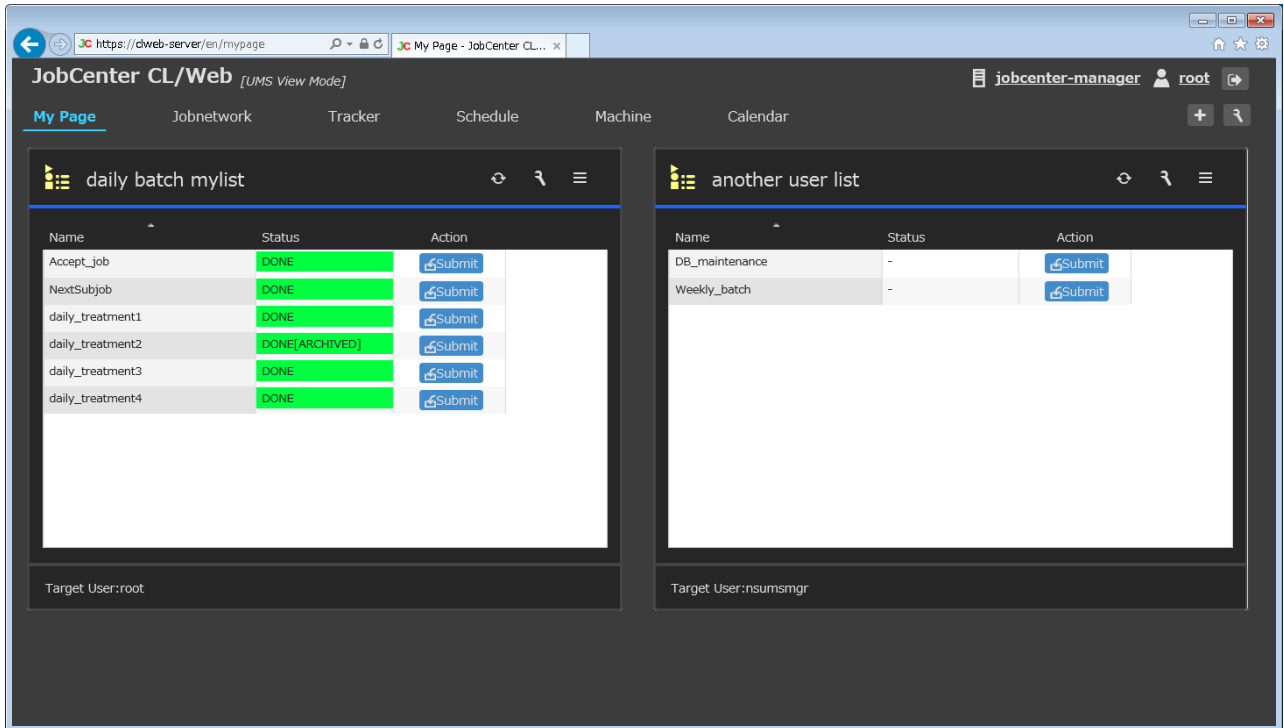 JC https://clweb-server/en/mypage
JC My Page - JobCenter CL...
JobCenter CL/Web [UMS View Mode]
jobcenter-manager root
My Page Jobnetwork Tracker Schedule Machine Calendar
daily batch mylist
Name Status Action
Accept_job DONE Submit
NextSubjob DONE Submit
daily_treatment1 DONE Submit
daily_treatment2 DONE[ARCHIVED] Submit
daily_treatment3 DONE Submit
daily_treatment4 DONE Submit
Target User:root
another user list
Name Status Action
DB_maintenance - Submit
Weekly_batch - Submit
Target User:nsumsmgr